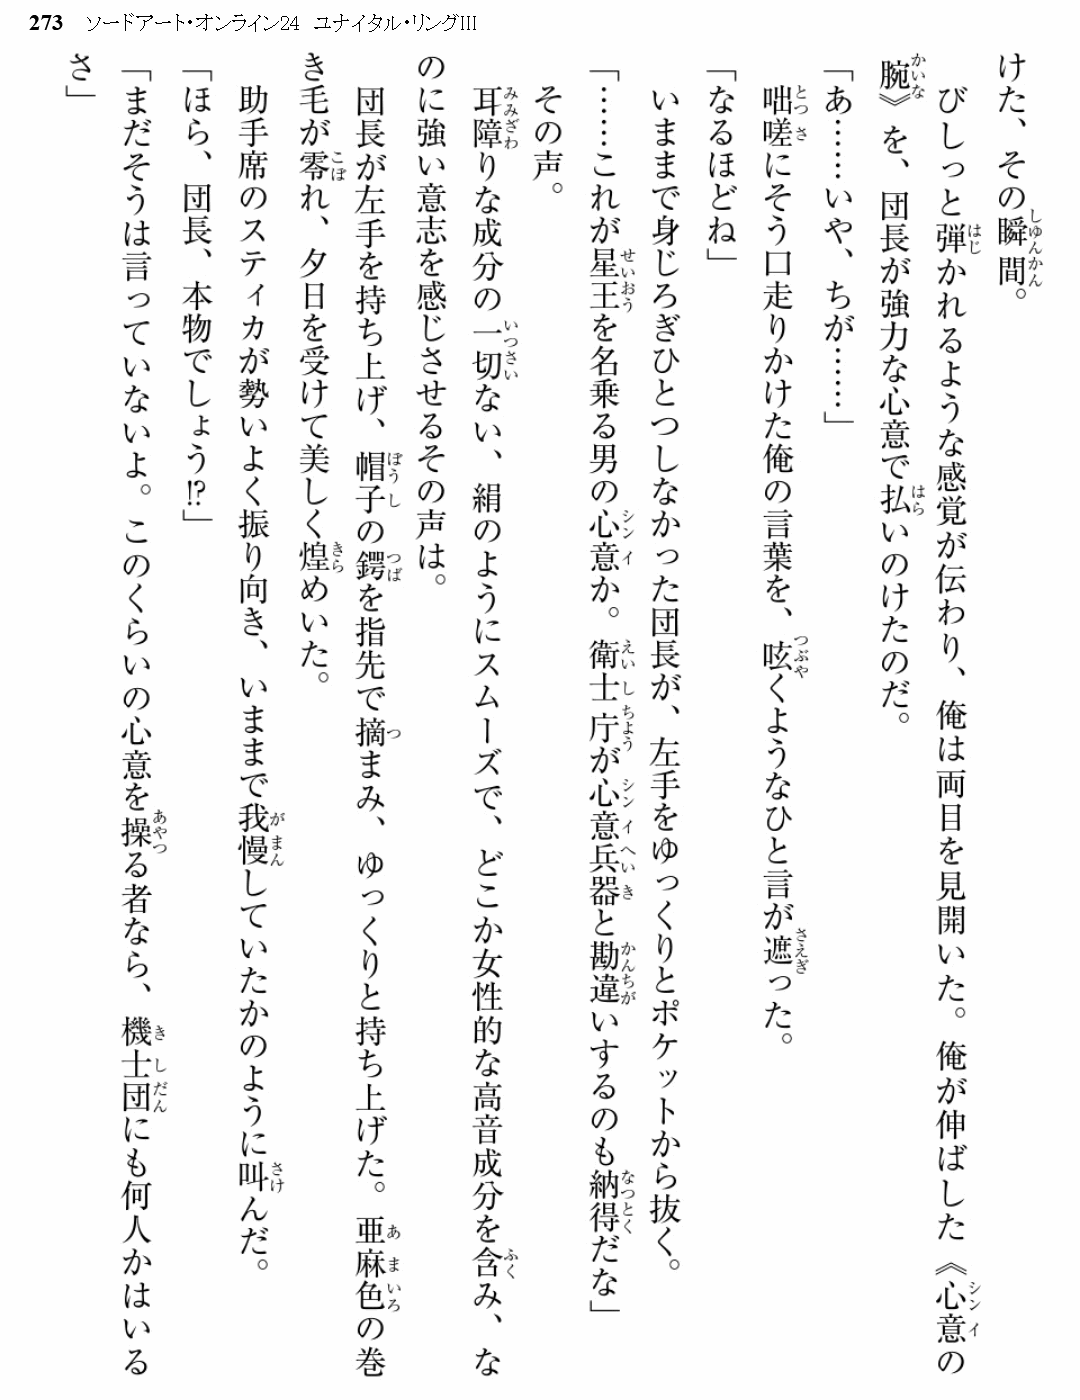 273 ソードアート・オンライン24 ユナイタル・リングIII
けた、その瞬間。
びしっと弾かれるような感覚が伝わり、俺は両目を見開いた。俺が伸ばした《心意の
腕》を、団長が強力な心意で払いのけたのだ。
「あ……いや、ちが……」
咄嗟にそう口走りかけた俺の言葉を、呟くようなひと言が遮った。
「なるほどね」
いままで身じろぎひとつしなかった団長が、左手をゆっくりとポケットから抜く。
「……これが星王を名乗る男の心意か。衛士庁が心意兵器と勘違いするのも納得だな」
その声。
耳障りな成分の一切ない、絹のようにスムーズで、どこか女性的な高音成分を含み、な
のに強い意志を感じさせるその声は。
団長が左手を持ち上げ、帽子の鍔を指先で摘まみ、ゆっくりと持ち上げた。亜麻色の巻
き毛が零れ、夕日を受けて美しく煌めいた。
助手席のスティカが勢いよく振り向き、いままで我慢していたかのように叫んだ。
「ほら、団長、本物でしょう!?」
「まだそうは言っていないよ。このくらいの心意を操る者なら、機士団にも何人かはいる
さ」